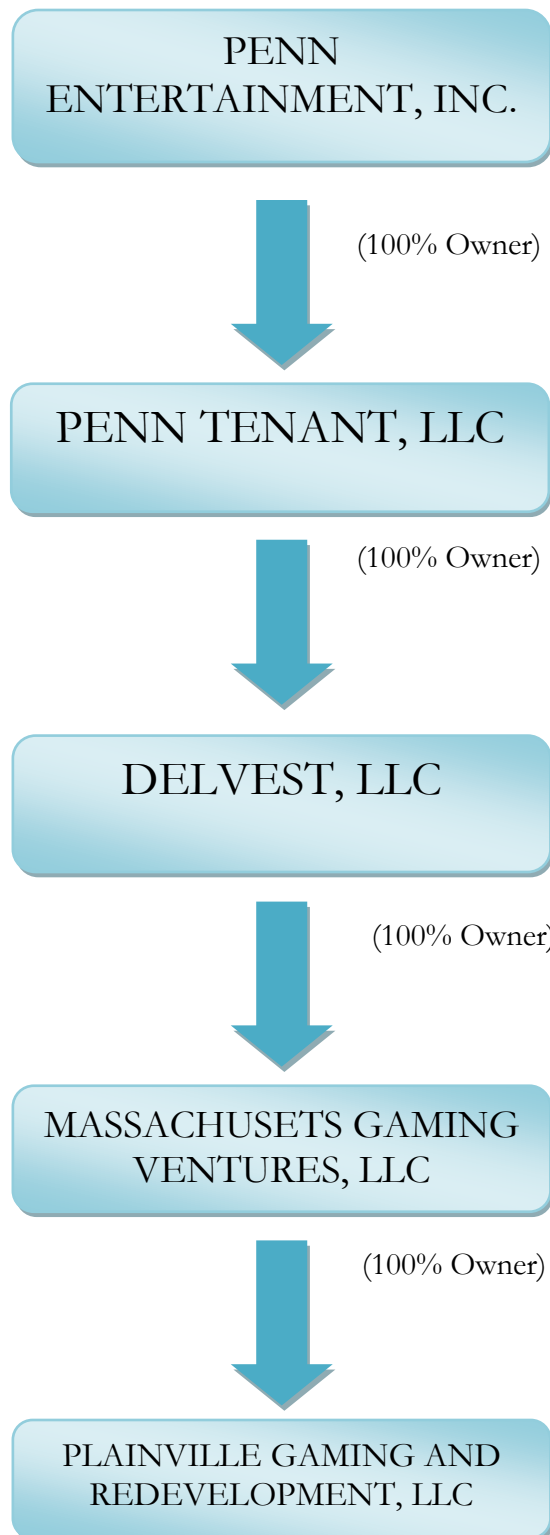 PENN
ENTERTAINMENT, INC.
(100% Owner)
PENN TENANT, LLC
(100% Owner)
DELVEST, LLC
(100% Owner)
MASSACHUSETS GAMING
VENTURES, LLC
(100% Owner)
PLAINVILLE GAMING AND
REDEVELOPMENT, LLC